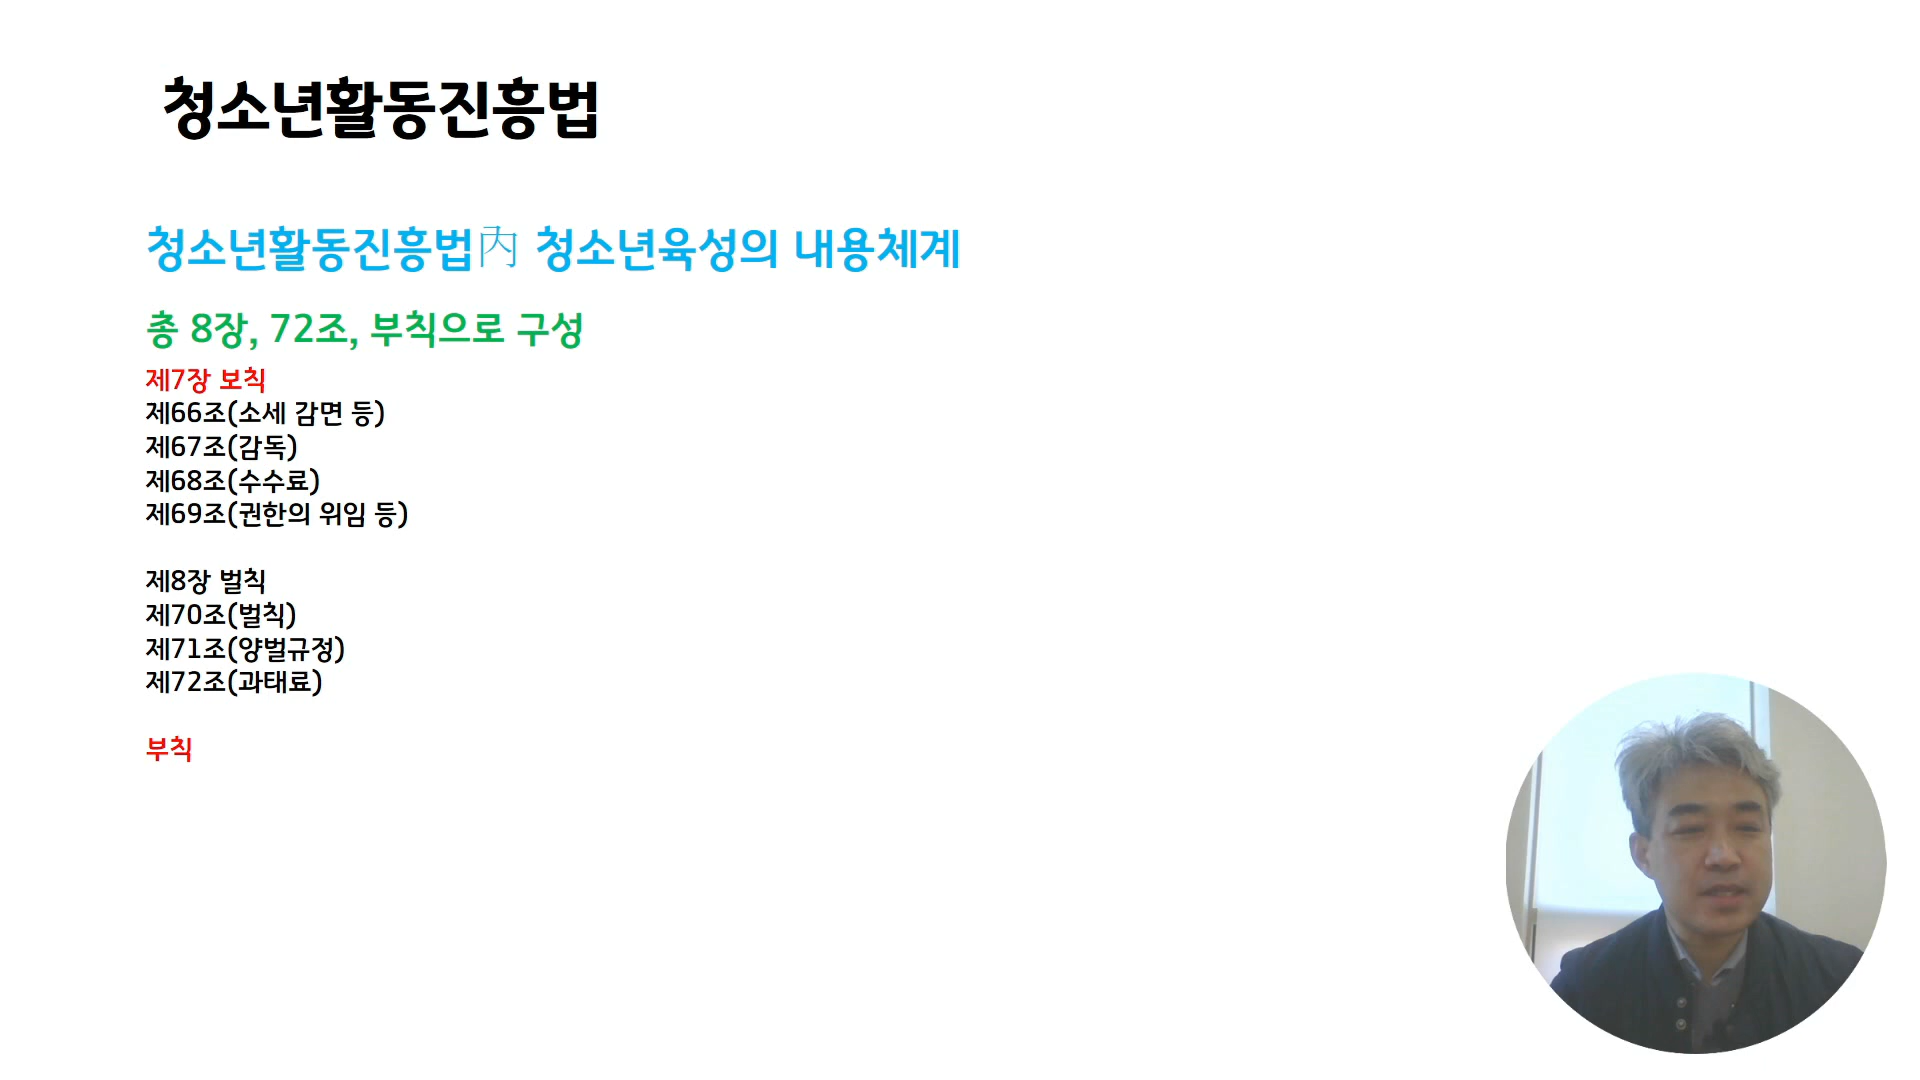 청소년활동진흥법
청소년활동진흥법內 청소년육성의 내용체계
총 8장, 72조, 부칙으로 구성
제7장 보칙
제66조(소세 감면 등)
제67조(감독)
제68조(수수료)
제69조(권한의 위임 등)
제8장 벌칙
제70조(벌칙)
제71조(양벌규정)
제72조(과태료)
부칙